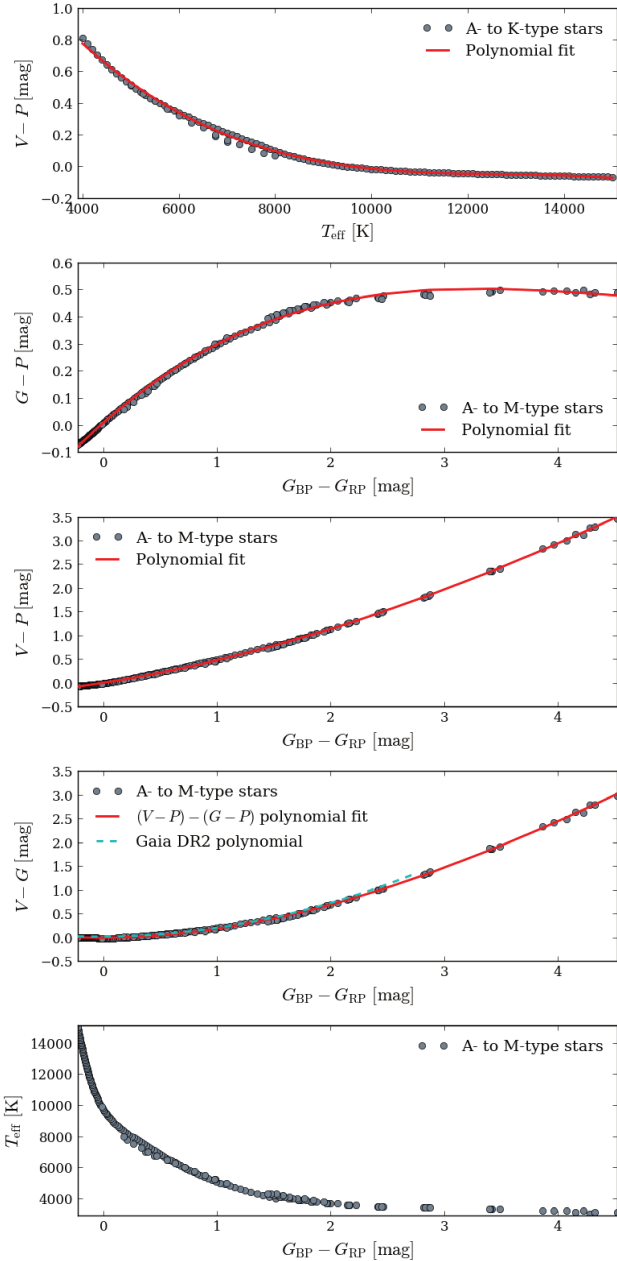 1.0
0.8
0.6
0.4
0.2
0.0
−0.2
V − P [mag]
A- to K-type stars
Polynomial fit
4000 6000 8000 10000 12000 14000
T_eff [K]
0.6
0.5
0.4
0.3
0.2
0.1
0.0
−0.1
G − P [mag]
A- to M-type stars
Polynomial fit
0 1 2 3 4
G_BP − G_RP [mag]
3.5
3.0
2.5
2.0
1.5
1.0
0.5
0.0
−0.5
V − P [mag]
A- to M-type stars
Polynomial fit
0 1 2 3 4
G_BP − G_RP [mag]
3.5
3.0
2.5
2.0
1.5
1.0
0.5
0.0
−0.5
V − G [mag]
A- to M-type stars
(V − P) − (G − P) polynomial fit
Gaia DR2 polynomial
0 1 2 3 4
G_BP − G_RP [mag]
14000
12000
10000
8000
6000
4000
T_eff [K]
A- to M-type stars
0 1 2 3 4
G_BP − G_RP [mag]